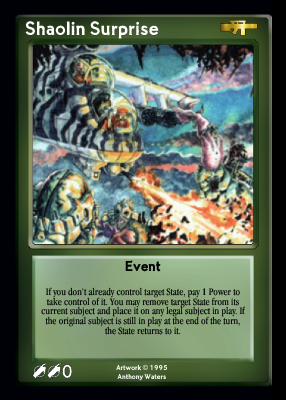 Shaolin Surprise
Event
If you don't already control target State, pay 1 Power to
take control of it. You may remove target State from its
current subject and place it on any legal subject in play. If
the original subject is still in play at the end of the turn,
the State returns to it.
0
Artwork © 1995
Anthony Waters